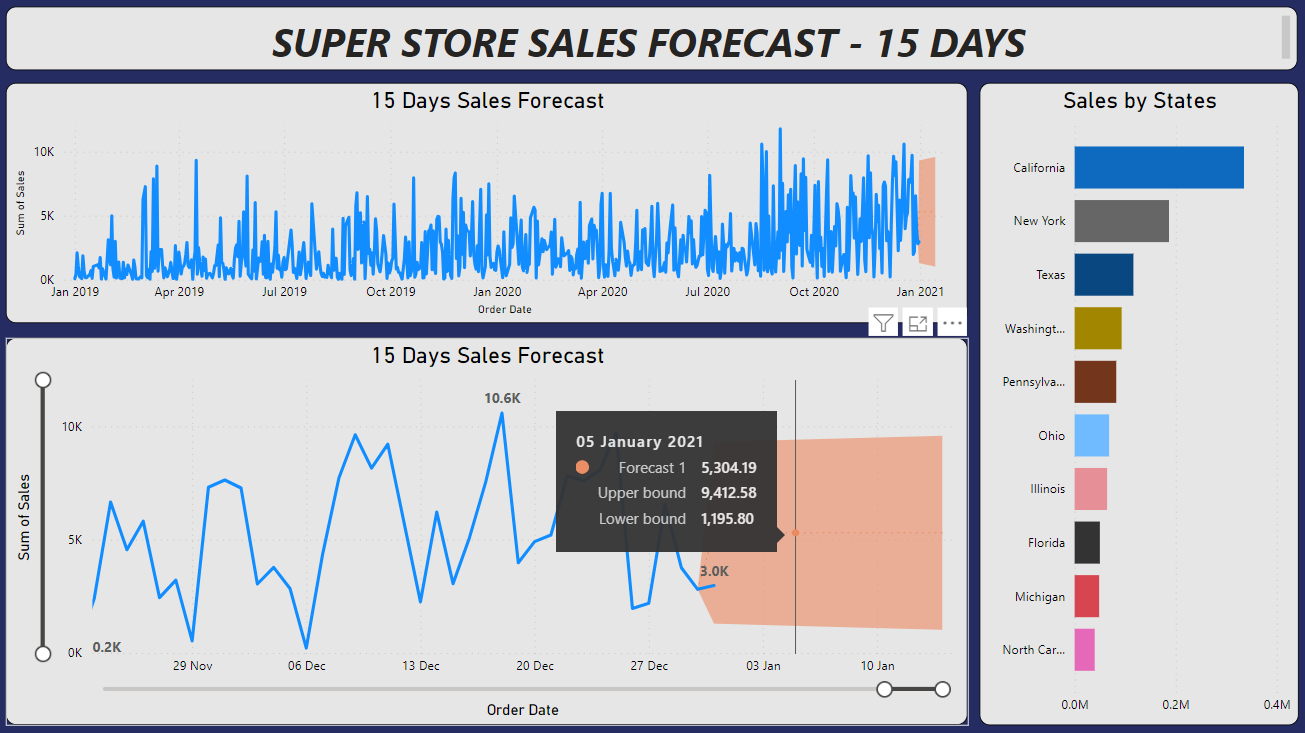 SUPER STORE SALES FORECAST - 15 DAYS
15 Days Sales Forecast
Sum of Sales
10K
5K
0K
Jan 2019 Apr 2019 Jul 2019 Oct 2019 Jan 2020 Apr 2020 Jul 2020 Oct 2020 Jan 2021
Order Date
15 Days Sales Forecast
Sum of Sales
10K
5K
0K
10.6K
3.0K
0.2K
05 January 2021
Forecast 1 5,304.19
Upper bound 9,412.58
Lower bound 1,195.80
29 Nov 06 Dec 13 Dec 20 Dec 27 Dec 03 Jan 10 Jan
Order Date
Sales by States
California
New York
Texas
Washingt...
Pennsylva...
Ohio
Illinois
Florida
Michigan
North Car...
0.0M 0.2M 0.4M